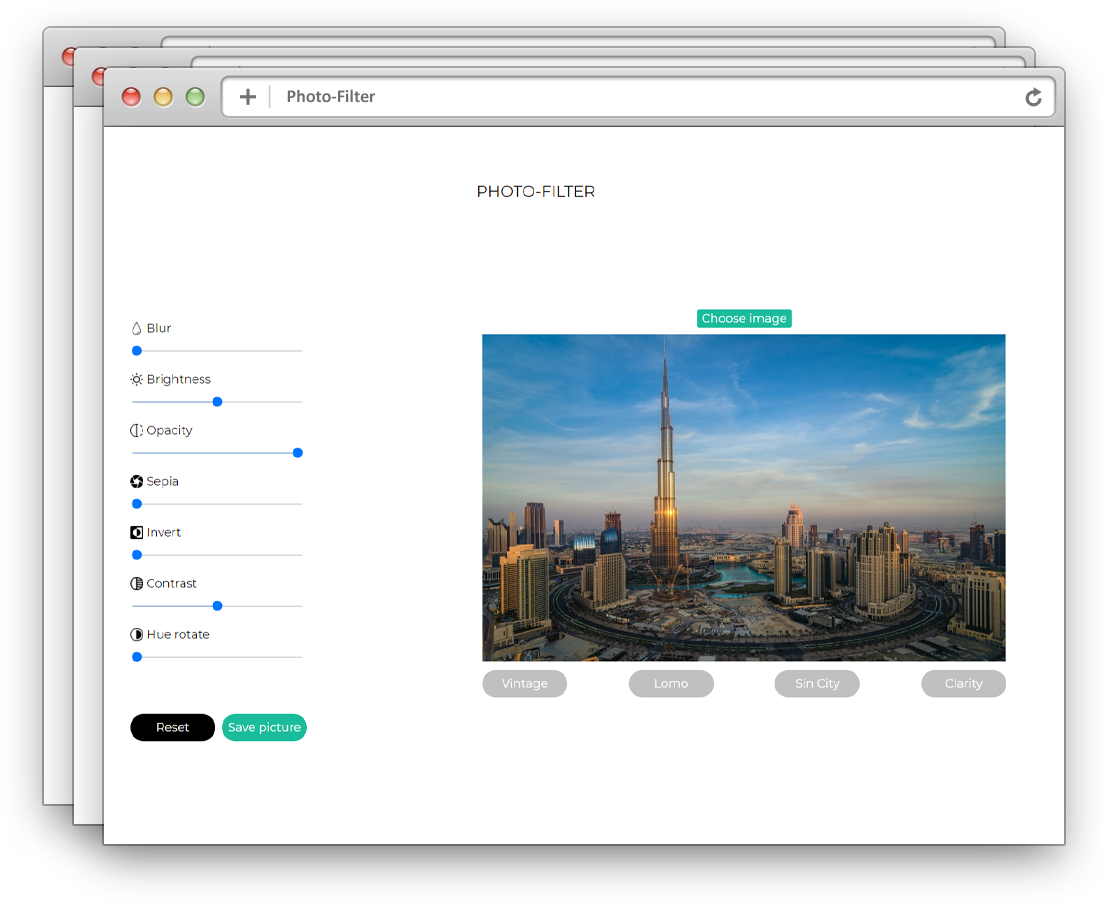 Photo-Filter
PHOTO-FILTER
Blur
Brightness
Opacity
Sepia
Invert
Contrast
Hue rotate
Reset
Save picture
Choose image
Vintage
Lomo
Sin City
Clarity